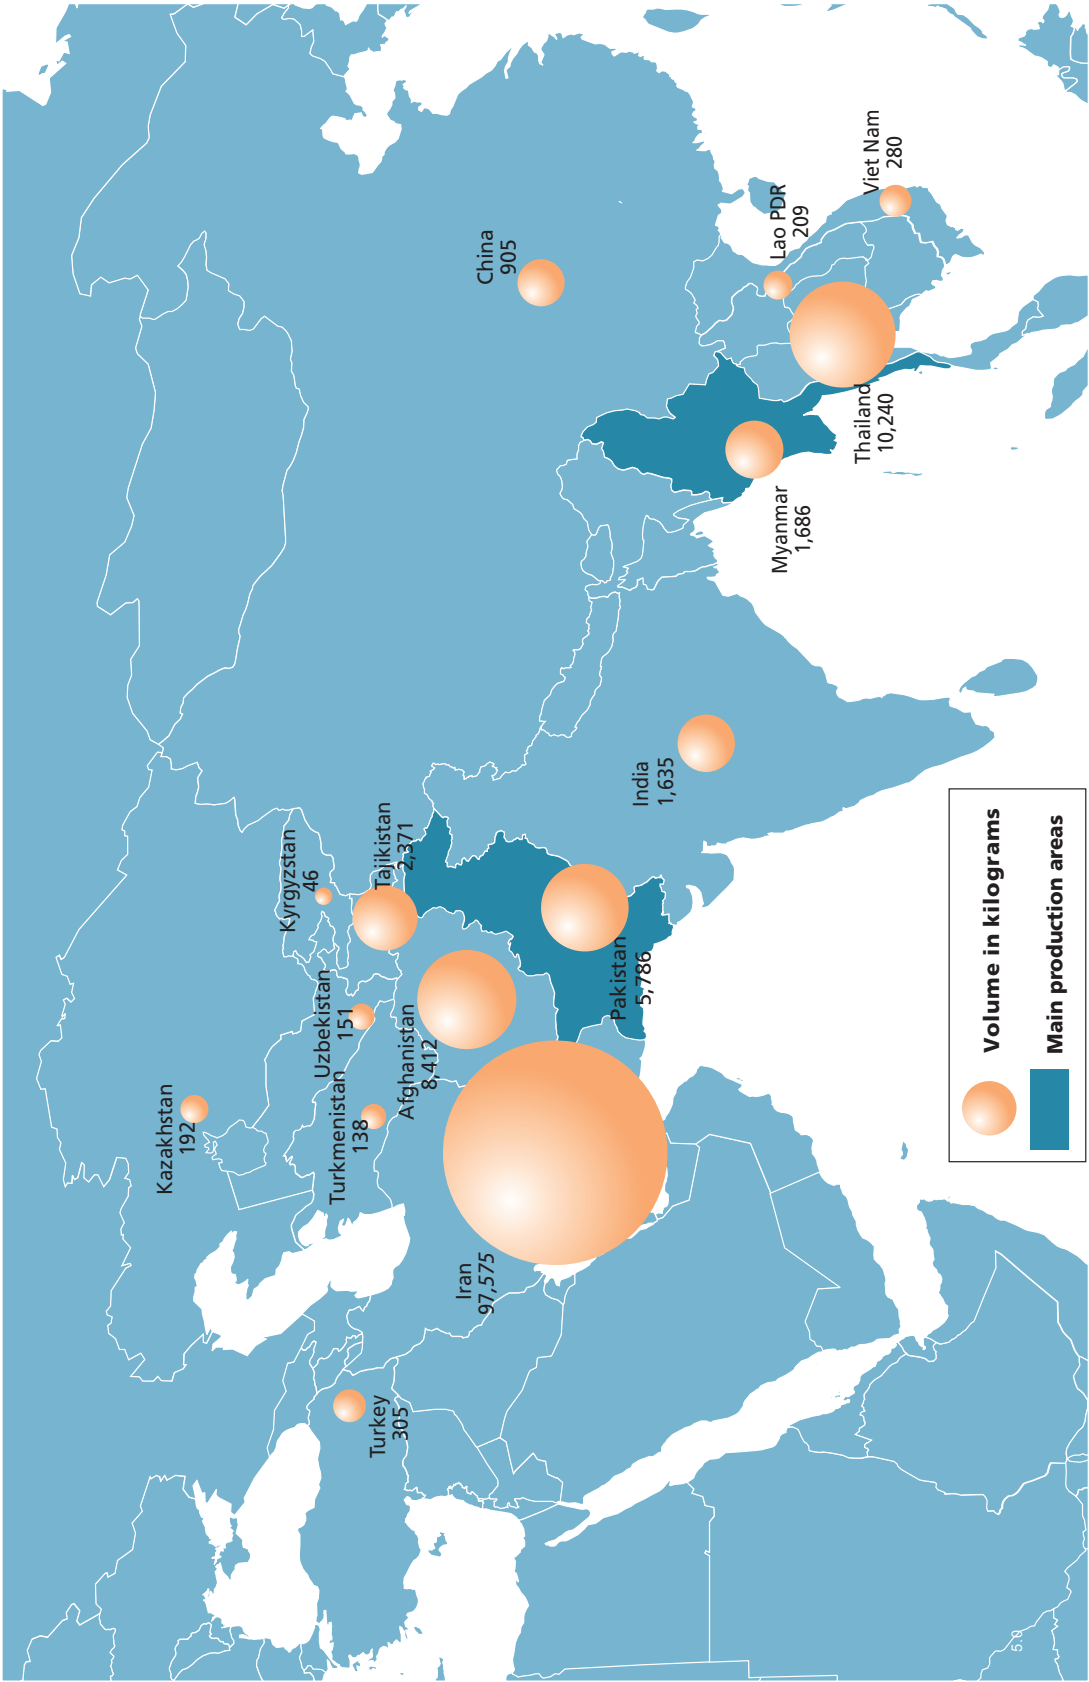 Kazakhstan
192
Kyrgyzstan
46
Uzbekistan
151
Turkmenistan
138
Tajikistan
2,371
Turkey
305
Afghanistan
8,412
Iran
97,575
Pakistan
5,786
China
905
India
1,635
Myanmar
1,686
Lao PDR
209
Thailand
10,240
Viet Nam
280
Volume in kilograms
Main production areas